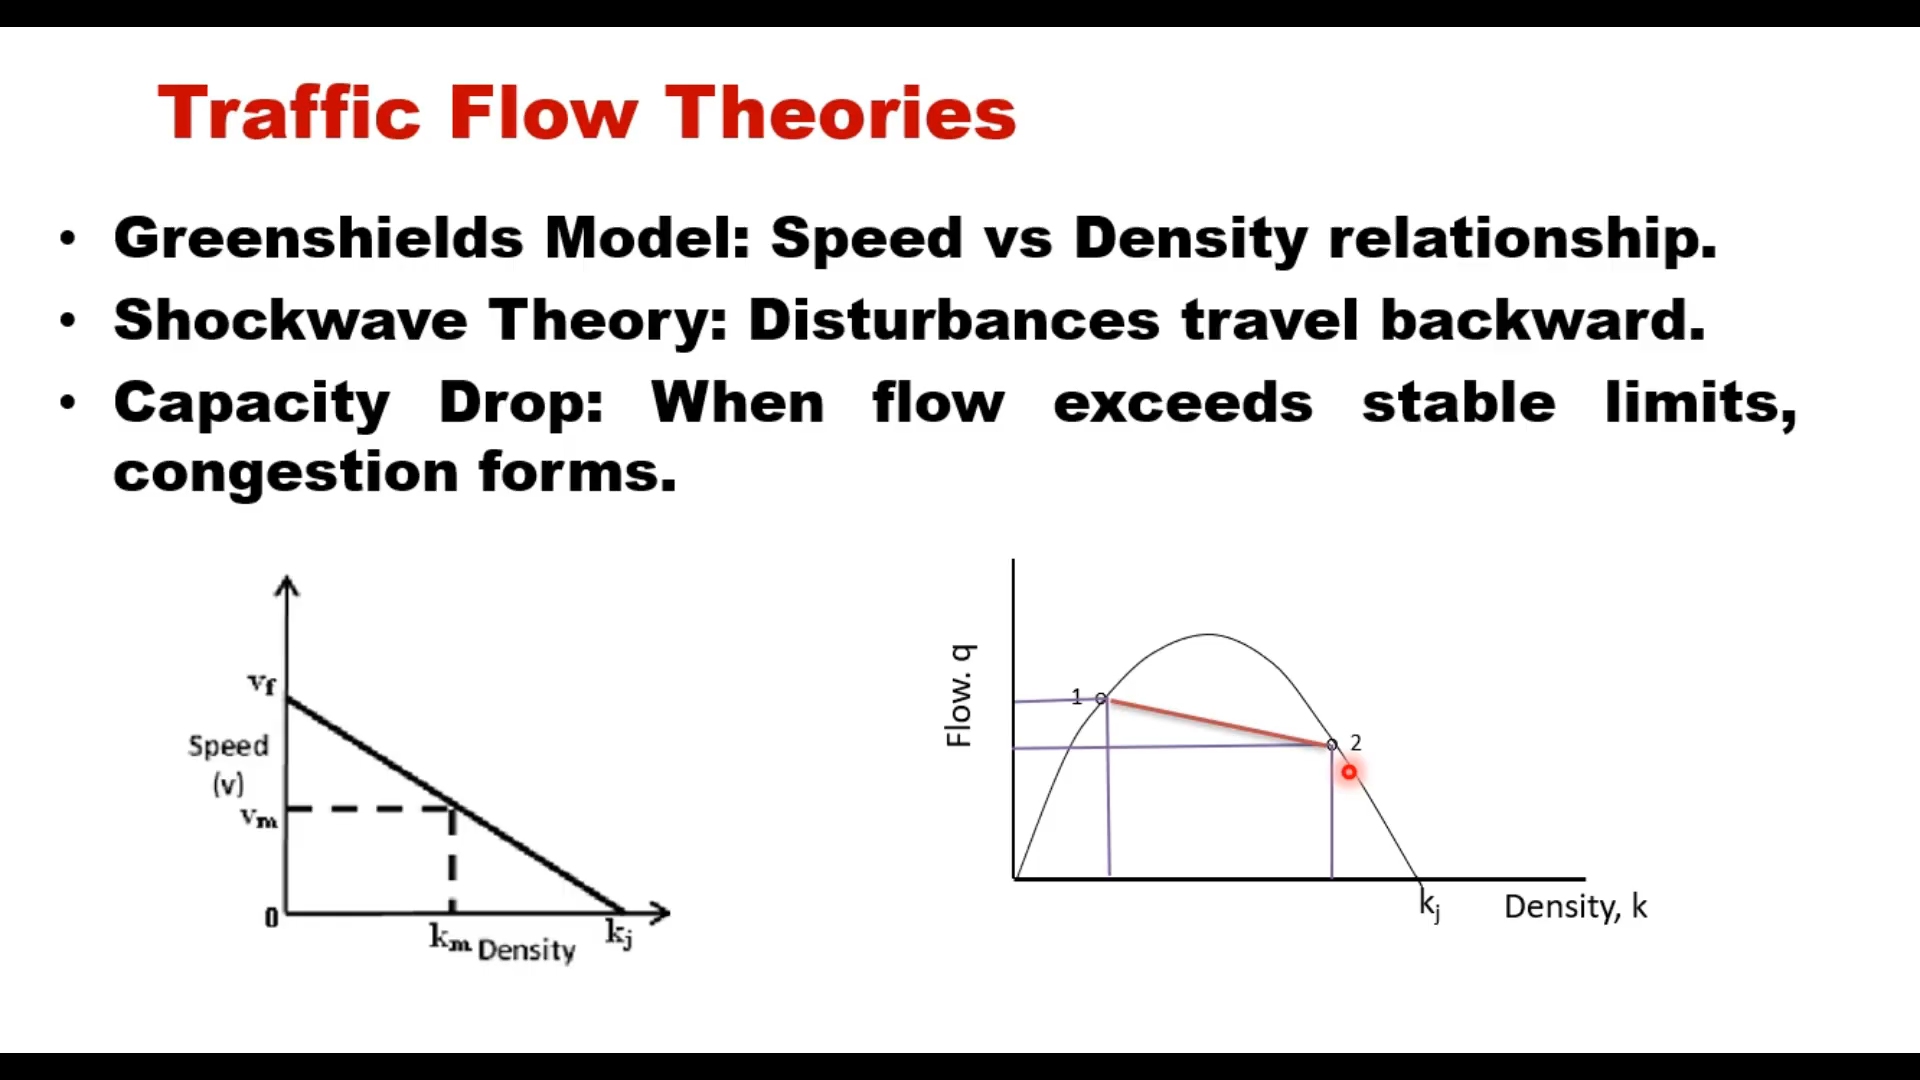 Traffic Flow Theories
• Greenshields Model: Speed vs Density relationship.
• Shockwave Theory: Disturbances travel backward.
• Capacity Drop: When flow exceeds stable limits,
congestion forms.
vf
Speed
(v)
vm
0
km Density
kj
Flow. q
1
2
kj
Density, k